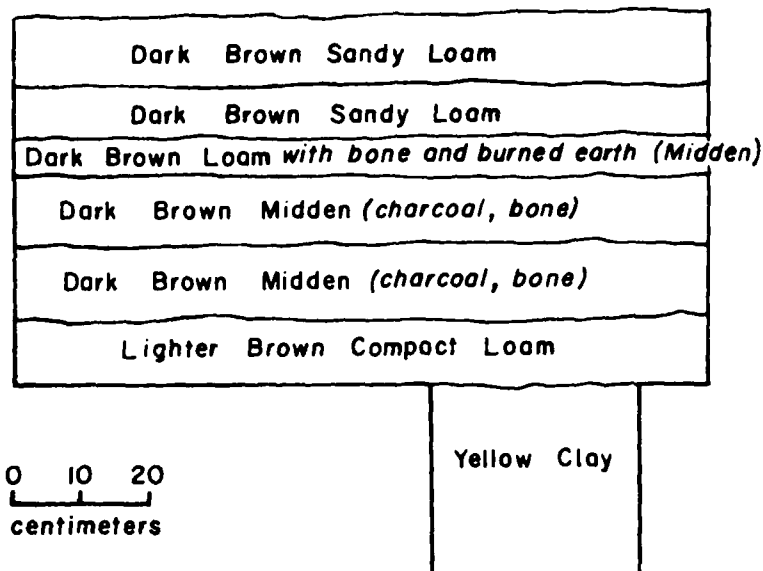 Dark Brown Sandy Loam
Dark Brown Sandy Loam
Dark Brown Loam with bone and burned earth (Midden)
Dark Brown Midden (charcoal, bone)
Dark Brown Midden (charcoal, bone)
Lighter Brown Compact Loam
Yellow Clay
0 10 20
centimeters